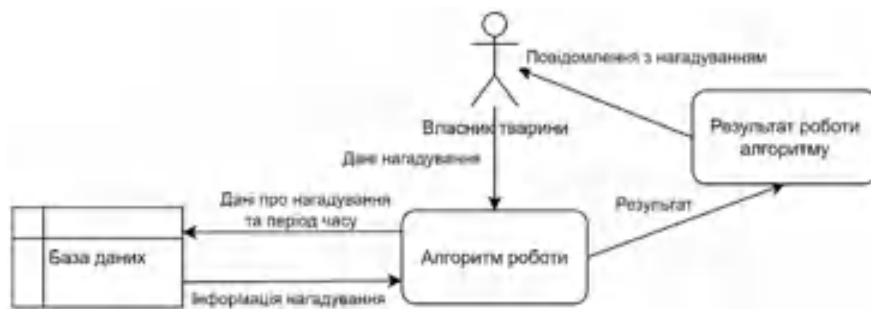 Повідомлення з нагадуванням
Власник тварини
Результат роботи
алгоритму
Дані нагадування
Дані про нагадування
та період часу
Результат
База даних
Алгоритм роботи
Інформація нагадування